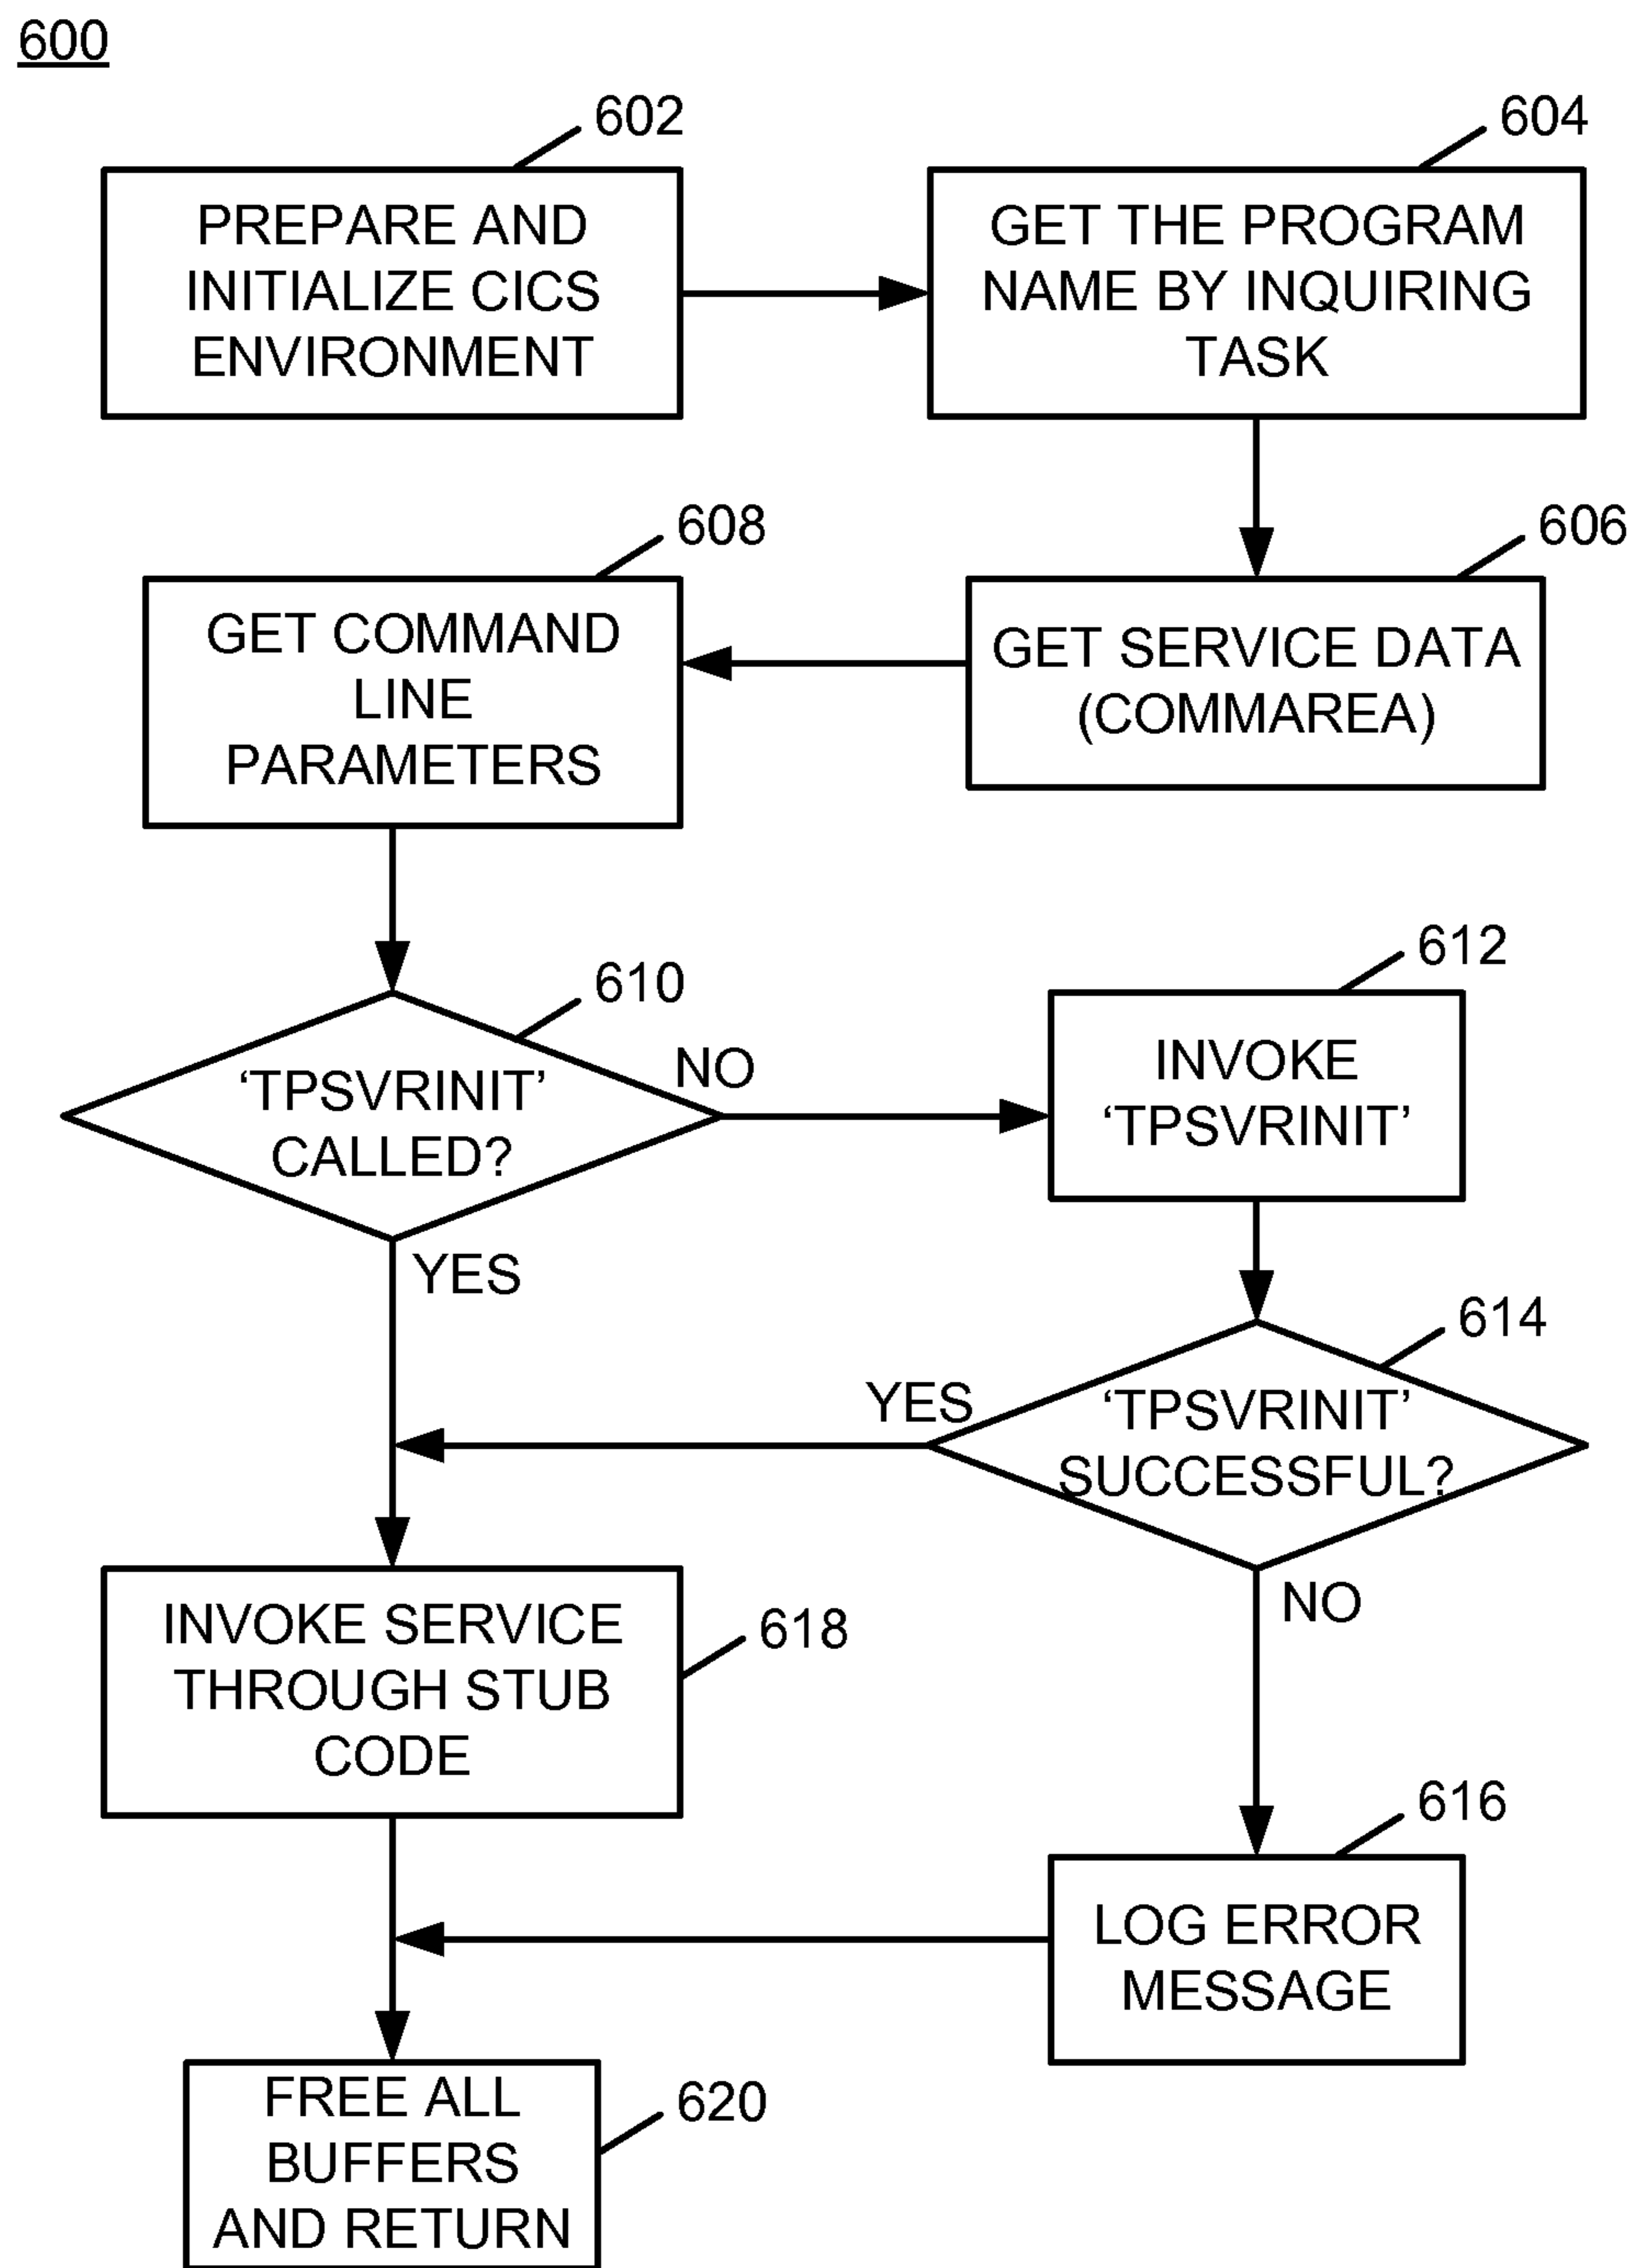 600
602
PREPARE AND
INITIALIZE CICS
ENVIRONMENT
604
GET THE PROGRAM
NAME BY INQUIRING
TASK
606
GET SERVICE DATA
(COMMAREA)
608
GET COMMAND
LINE
PARAMETERS
610
‘TPSVRINIT’
CALLED?
NO
YES
612
INVOKE
‘TPSVRINIT’
614
‘TPSVRINIT’
SUCCESSFUL?
YES
NO
616
LOG ERROR
MESSAGE
618
INVOKE SERVICE
THROUGH STUB
CODE
620
FREE ALL
BUFFERS
AND RETURN